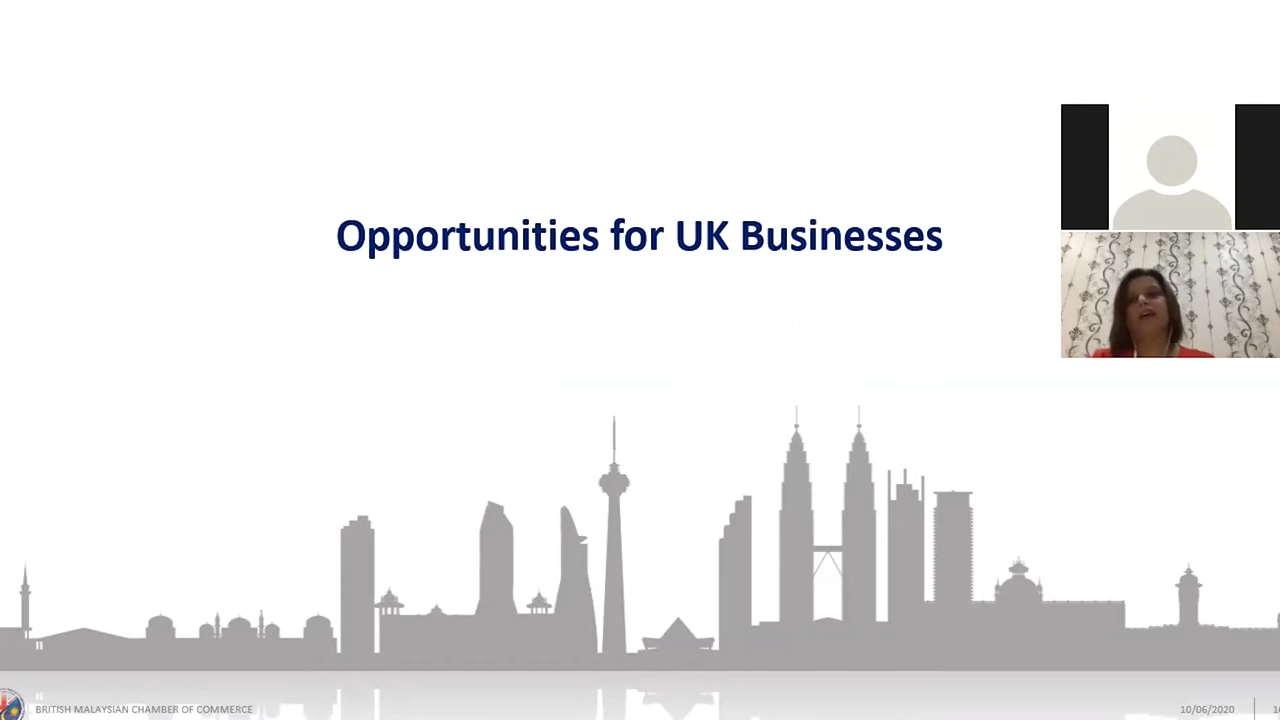 Opportunities for UK Businesses
BRITISH MALAYSIAN CHAMBER OF COMMERCE
10/06/2020